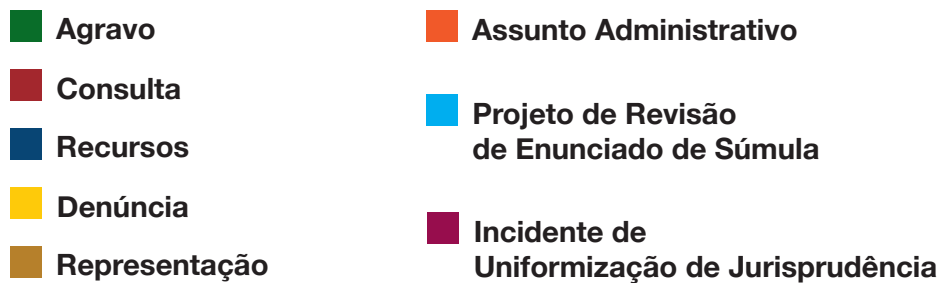 Agravo
Consulta
Recursos
Denúncia
Representação
Assunto Administrativo
Projeto de Revisão
de Enunciado de Súmula
Incidente de
Uniformização de Jurisprudência